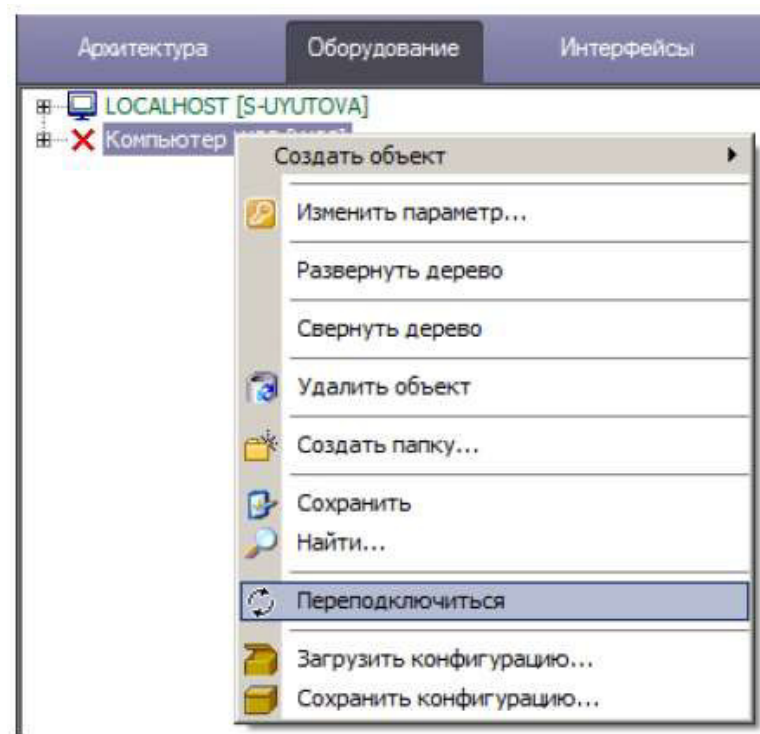 Архитектура Оборудование Интерфейсы
LOCALHOST [S-UYUTOVA]
Компьютер
Создать объект
Изменить параметр...
Развернуть дерево
Свернуть дерево
Удалить объект
Создать папку...
Сохранить
Найти...
Переподключиться
Загрузить конфигурацию...
Сохранить конфигурацию...